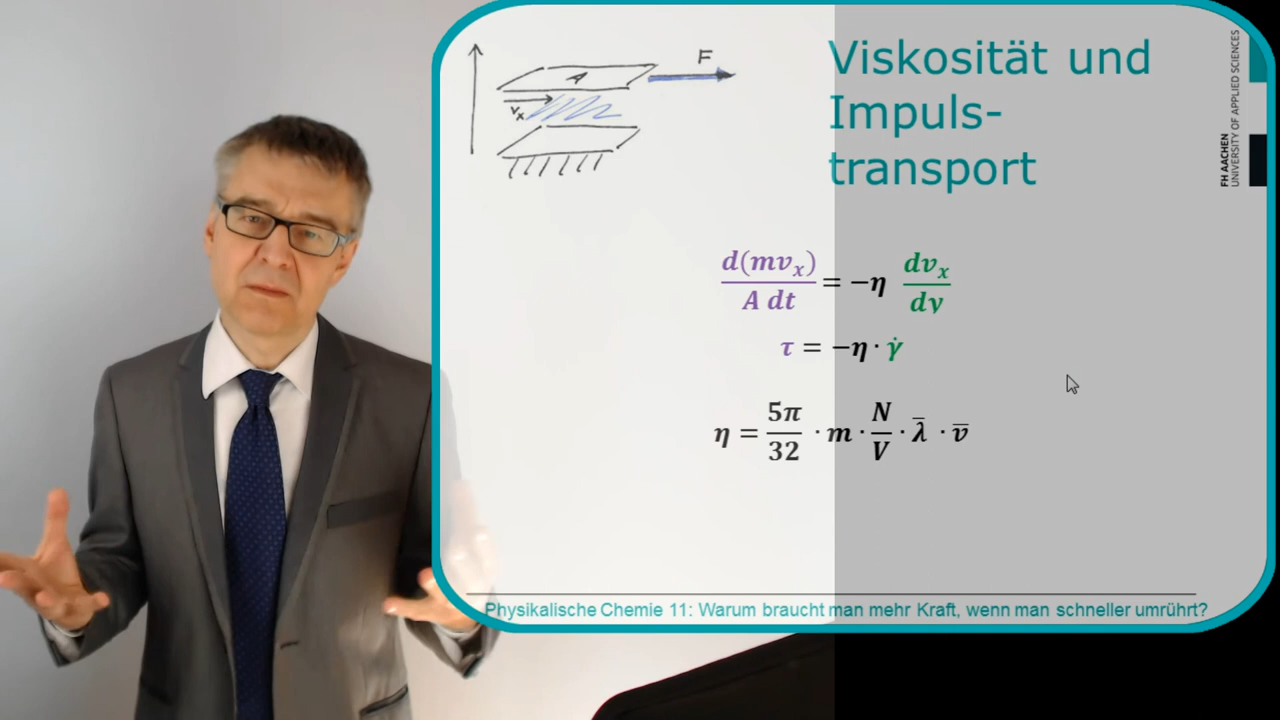 F
A
vₓ
Viskosität und
Impuls-
transport
FH AACHEN
UNIVERSITY OF APPLIED SCIENCES
d(mvₓ)/(A dt) = −η dvₓ/dy
τ = −η · γ̇
η = 5π/32 · m · N/V · λ̄ · v̄
Physikalische Chemie 11: Warum braucht man mehr Kraft, wenn man schneller umrührt?